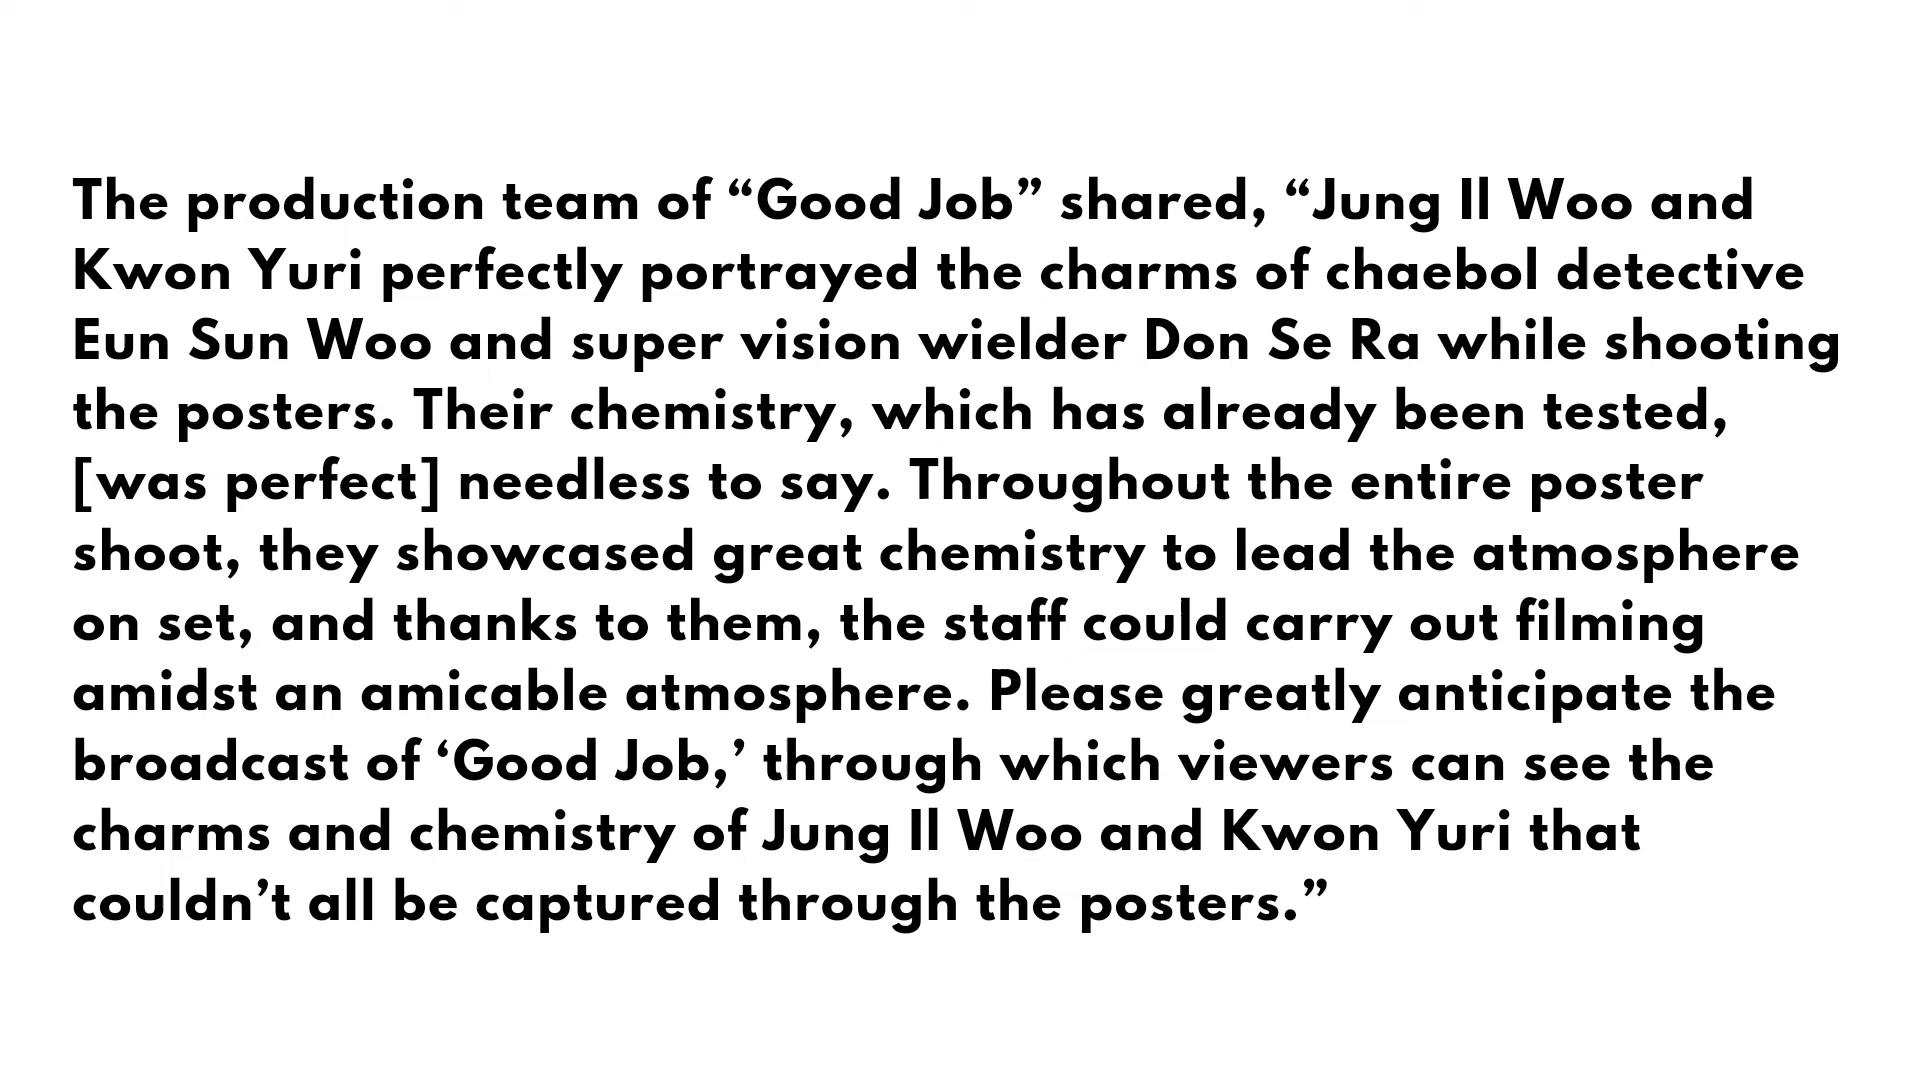 The production team of “Good Job” shared, “Jung Il Woo and
Kwon Yuri perfectly portrayed the charms of chaebol detective
Eun Sun Woo and super vision wielder Don Se Ra while shooting
the posters. Their chemistry, which has already been tested,
[was perfect] needless to say. Throughout the entire poster
shoot, they showcased great chemistry to lead the atmosphere
on set, and thanks to them, the staff could carry out filming
amidst an amicable atmosphere. Please greatly anticipate the
broadcast of ‘Good Job,’ through which viewers can see the
charms and chemistry of Jung Il Woo and Kwon Yuri that
couldn’t all be captured through the posters.”